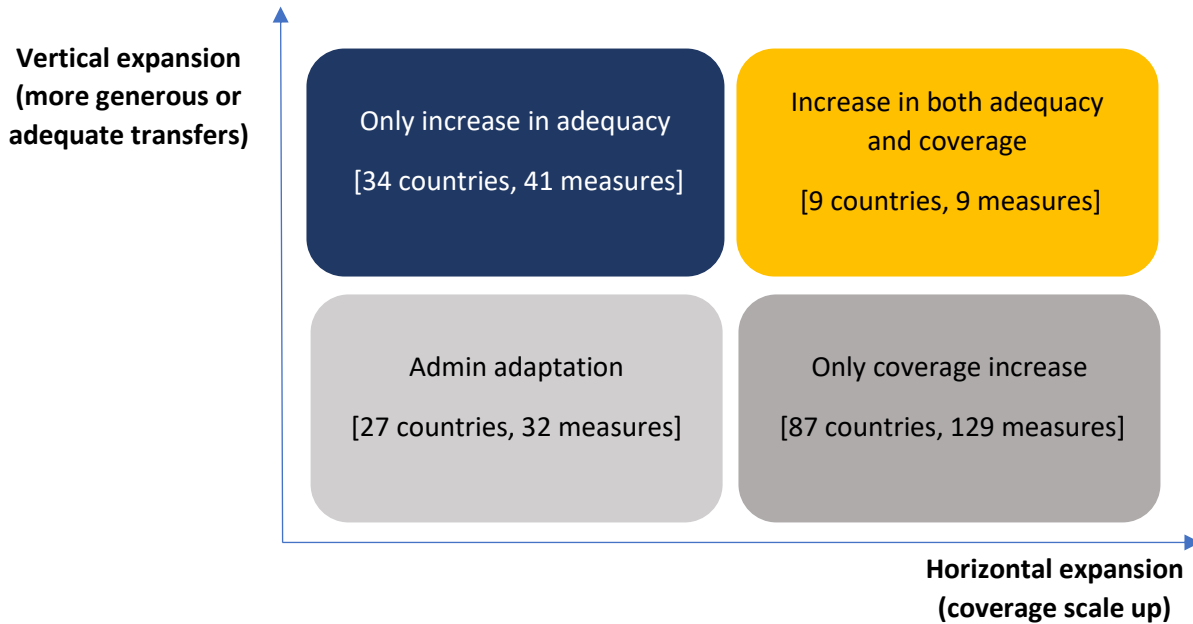 Vertical expansion
(more generous or
adequate transfers)
Only increase in adequacy
[34 countries, 41 measures]
Increase in both adequacy
and coverage
[9 countries, 9 measures]
Admin adaptation
[27 countries, 32 measures]
Only coverage increase
[87 countries, 129 measures]
Horizontal expansion
(coverage scale up)